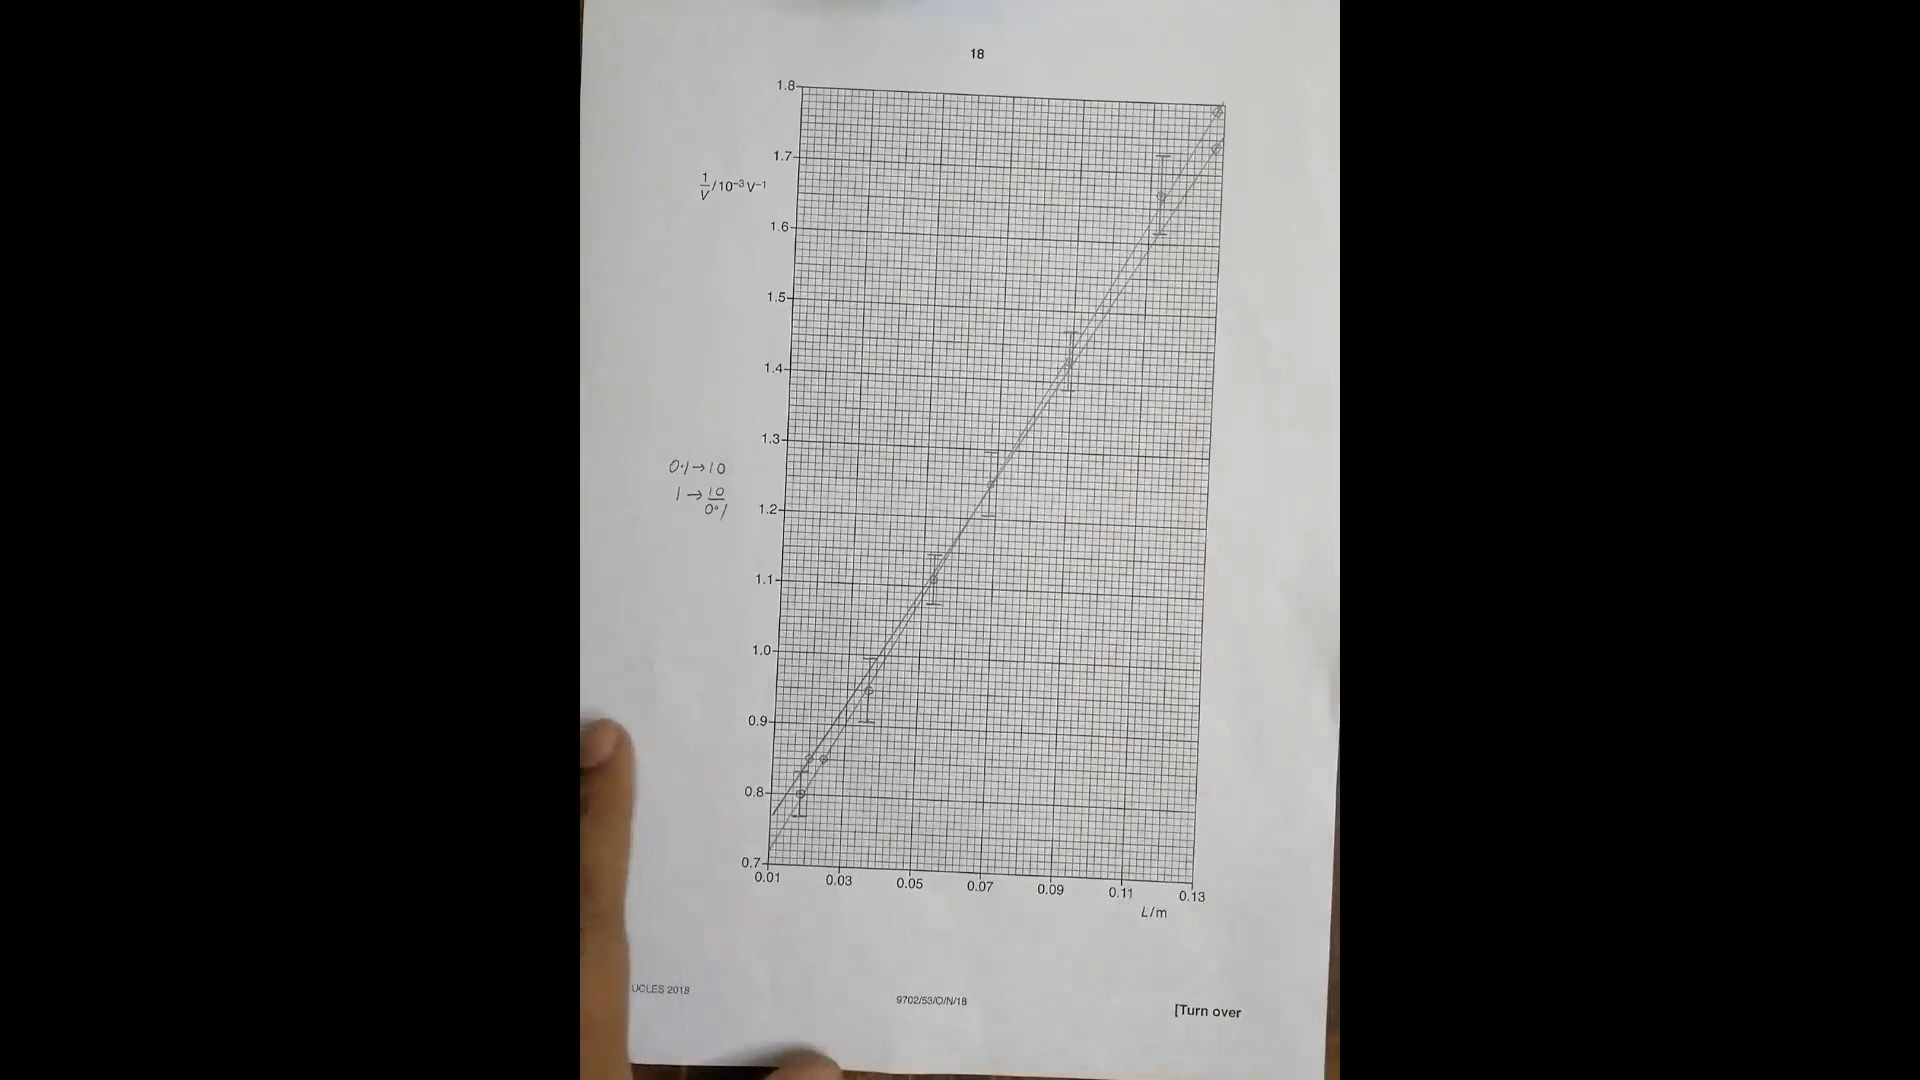 18
1.8
1.7
1/V / 10⁻³ V⁻¹
1.6
1.5
1.4
1.3
0.1→10
1→10/0.1
1.2
1.1
1.0
0.9
0.8
0.7
0.01 0.03 0.05 0.07 0.09 0.11 0.13
L/m
UCLES 2018
9702/53/O/N/18
[Turn over